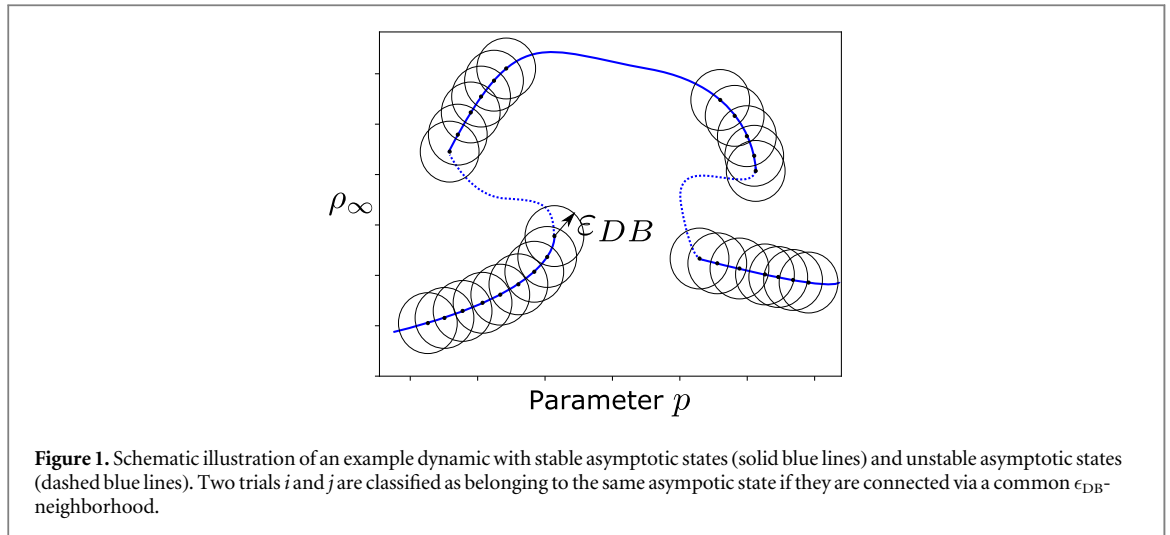 ρ∞
ϵDB
Parameter p
Figure 1. Schematic illustration of an example dynamic with stable asymptotic states (solid blue lines) and unstable asymptotic states
(dashed blue lines). Two trials i and j are classified as belonging to the same asympotic state if they are connected via a common ϵDB-
neighborhood.